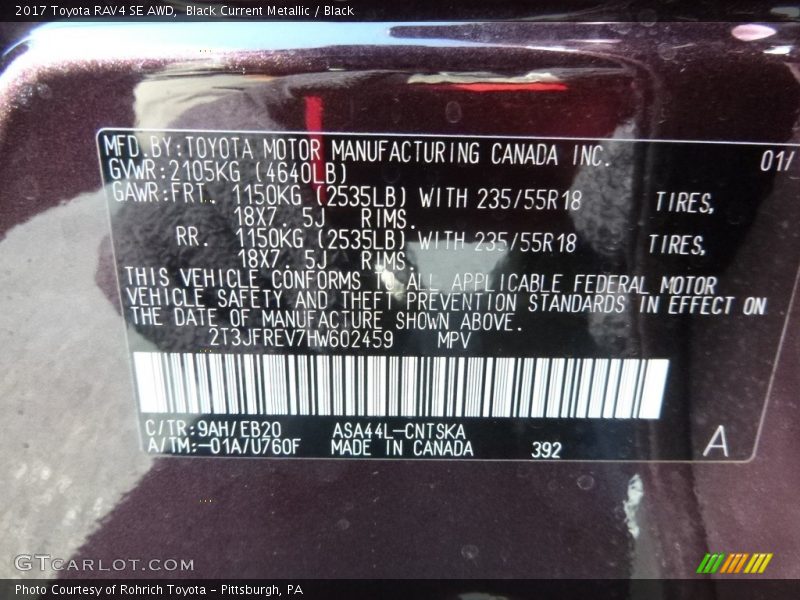 2017 Toyota RAV4 SE AWD, Black Current Metallic / Black
MFD.BY:TOYOTA MOTOR MANUFACTURING CANADA INC. 01/
GVWR:2105KG (4640LB)
GAWR:FRT. 1150KG (2535LB) WITH 235/55R18 TIRES,
18X7. 5J RIMS.
RR. 1150KG (2535LB) WITH 235/55R18 TIRES,
18X7. 5J RIMS.
THIS VEHICLE CONFORMS TO ALL APPLICABLE FEDERAL MOTOR
VEHICLE SAFETY AND THEFT PREVENTION STANDARDS IN EFFECT ON
THE DATE OF MANUFACTURE SHOWN ABOVE.
2T3JFREV7HW602459 MPV
C/TR:9AH/EB20 ASA44L-CNTSKA
A/TM:-01A/U760F MADE IN CANADA 392 A
GTCARLOT.COM
Photo Courtesy of Rohrich Toyota - Pittsburgh, PA